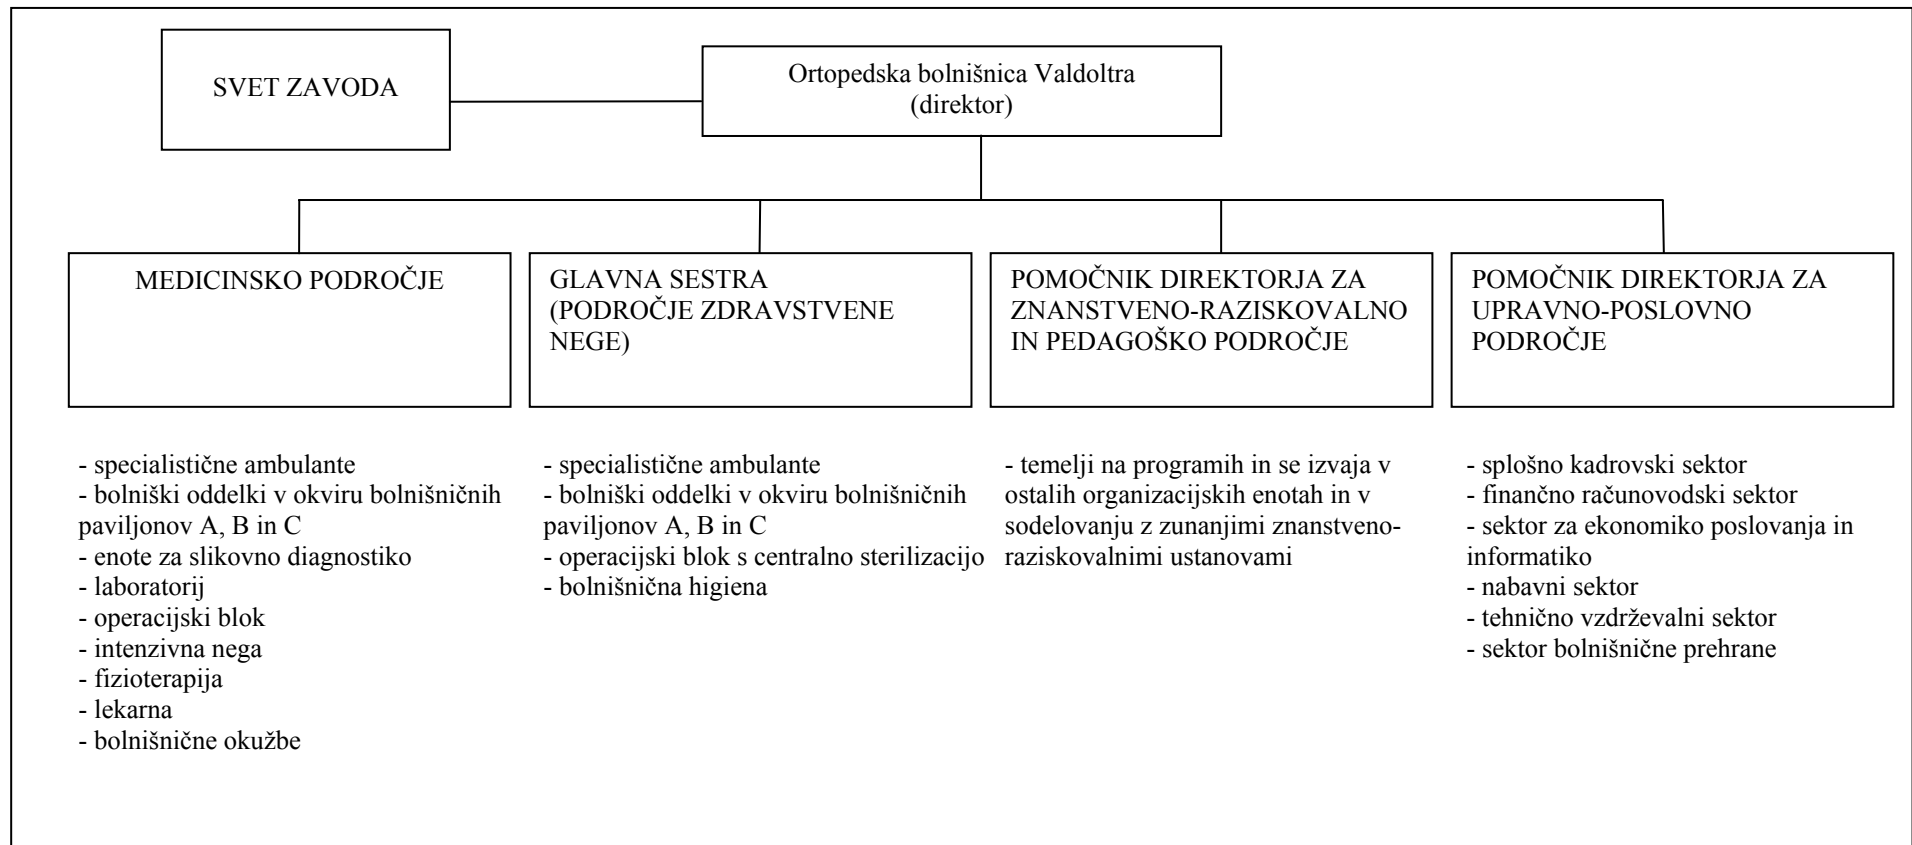 SVET ZAVODA
Ortopedska bolnišnica Valdoltra
(direktor)
MEDICINSKO PODROČJE
GLAVNA SESTRA
(PODROČJE ZDRAVSTVENE
NEGE)
POMOČNIK DIREKTORJA ZA
ZNANSTVENO-RAZISKOVALNO
IN PEDAGOŠKO PODROČJE
POMOČNIK DIREKTORJA ZA
UPRAVNO-POSLOVNO
PODROČJE
- specialistične ambulante
- bolniški oddelki v okviru bolnišničnih
paviljonov A, B in C
- enote za slikovno diagnostiko
- laboratorij
- operacijski blok
- intenzivna nega
- fizioterapija
- lekarna
- bolnišnične okužbe
- specialistične ambulante
- bolniški oddelki v okviru bolnišničnih
paviljonov A, B in C
- operacijski blok s centralno sterilizacijo
- bolnišnična higiena
- temelji na programih in se izvaja v
ostalih organizacijskih enotah in v
sodelovanju z zunanjimi znanstveno-
raziskovalnimi ustanovami
- splošno kadrovski sektor
- finančno računovodski sektor
- sektor za ekonomiko poslovanja in
informatiko
- nabavni sektor
- tehnično vzdrževalni sektor
- sektor bolnišnične prehrane